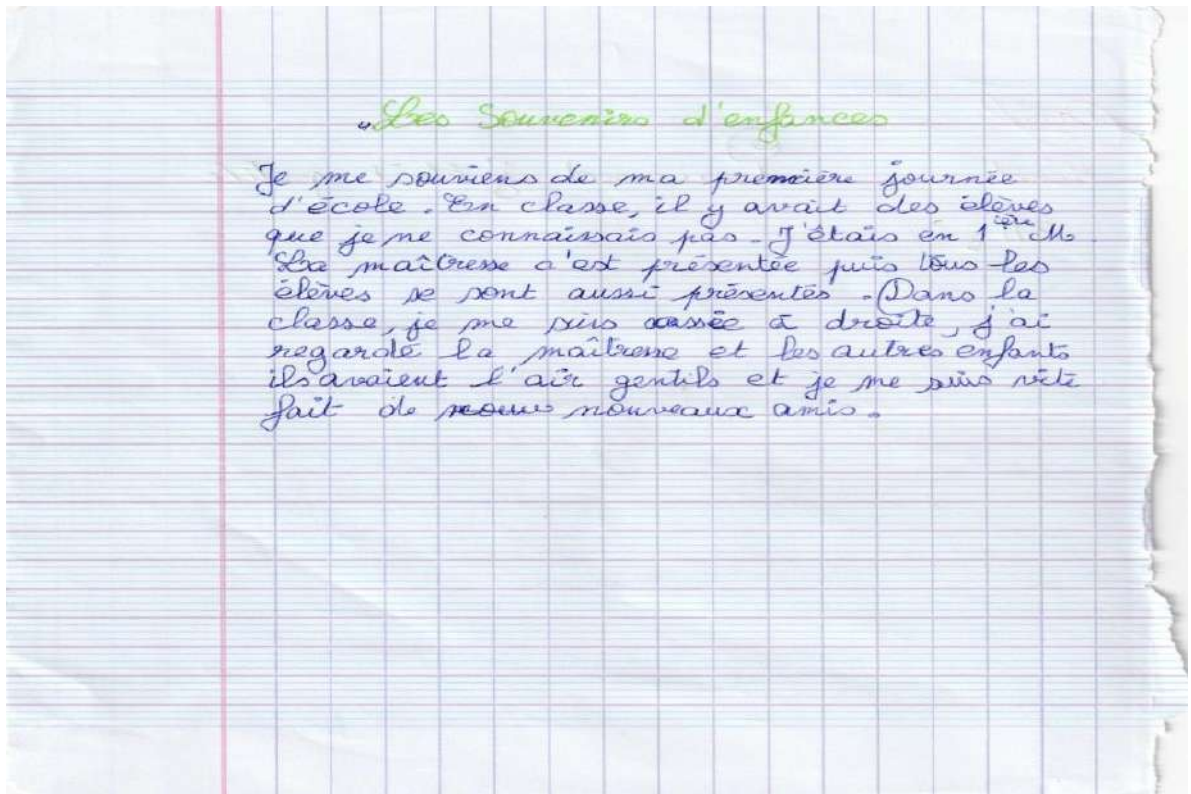 "Les Souvenirs d'enfances
Je me souviens de ma première journée
d'école. En classe, il y avait des élèves
que je ne connaissais pas. J'étais en 1ère M.
La maîtresse s'est présentée puis tous les
élèves se sont aussi présentés. Dans la
classe, je me suis assée à droite, j'ai
regardé la maîtresse et les autres enfants
ils avaient l'air gentils et je me suis vite
fait de nouveaux amis.